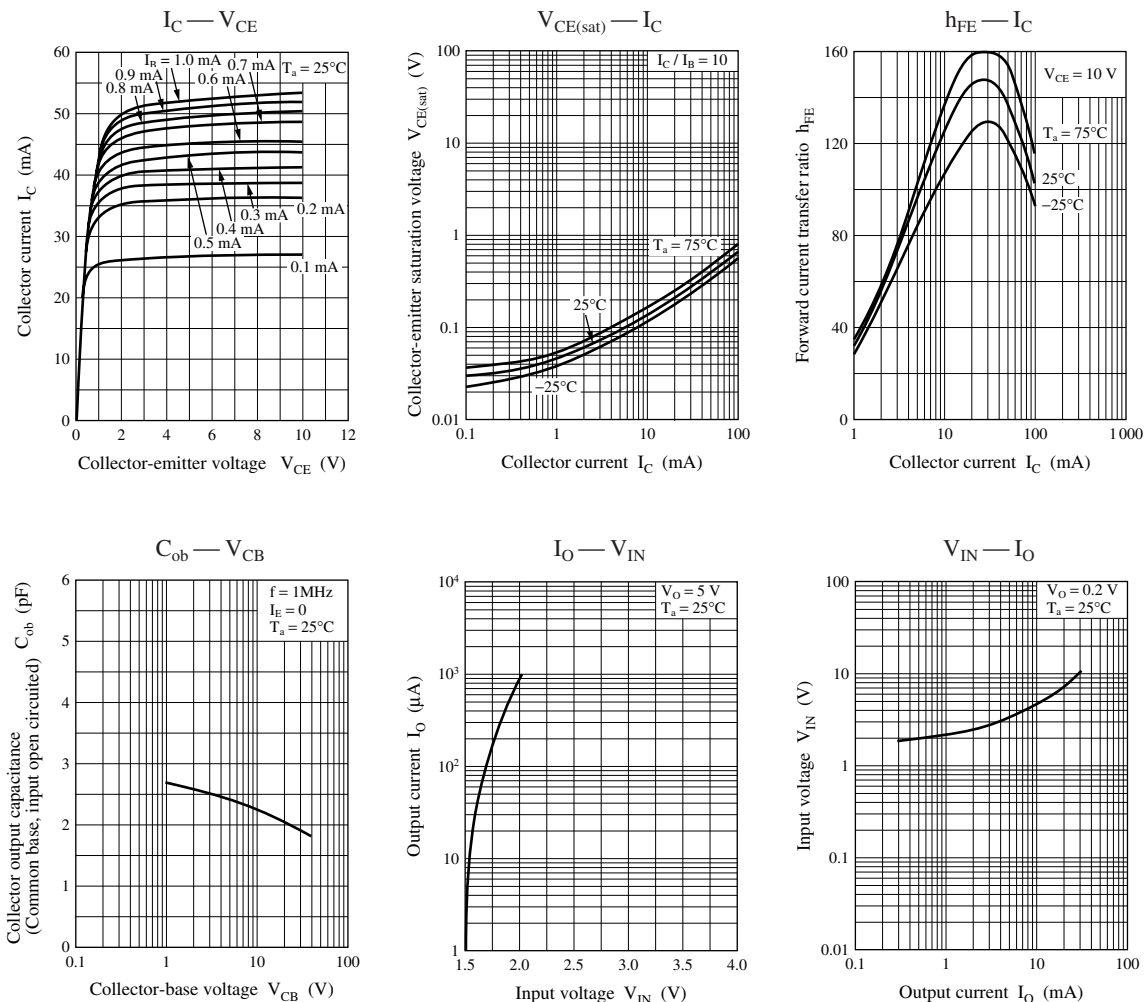 I_C — V_CE
60
50
40
30
20
10
0
0 2 4 6 8 10 12
I_B = 1.0 mA
0.9 mA
0.8 mA
0.7 mA
0.6 mA
T_a = 25°C
0.5 mA
0.4 mA
0.3 mA
0.2 mA
0.1 mA
Collector current I_C (mA)
Collector-emitter voltage V_CE (V)
V_CE(sat) — I_C
100
10
1
0.1
0.01
0.1 1 10 100
I_C / I_B = 10
T_a = 75°C
25°C
–25°C
Collector-emitter saturation voltage V_CE(sat) (V)
Collector current I_C (mA)
h_FE — I_C
160
120
80
40
0
1 10 100 1 000
V_CE = 10 V
T_a = 75°C
25°C
–25°C
Forward current transfer ratio h_FE
Collector current I_C (mA)
C_ob — V_CB
6
5
4
3
2
1
0
0.1 1 10 100
f = 1MHz
I_E = 0
T_a = 25°C
Collector output capacitance C_ob (pF)
(Common base, input open circuited)
Collector-base voltage V_CB (V)
I_O — V_IN
10⁴
10³
10²
10
1
1.5 2.0 2.5 3.0 3.5 4.0
V_O = 5 V
T_a = 25°C
Output current I_O (µA)
Input voltage V_IN (V)
V_IN — I_O
100
10
1
0.1
0.01
0.1 1 10 100
V_O = 0.2 V
T_a = 25°C
Input voltage V_IN (V)
Output current I_O (mA)